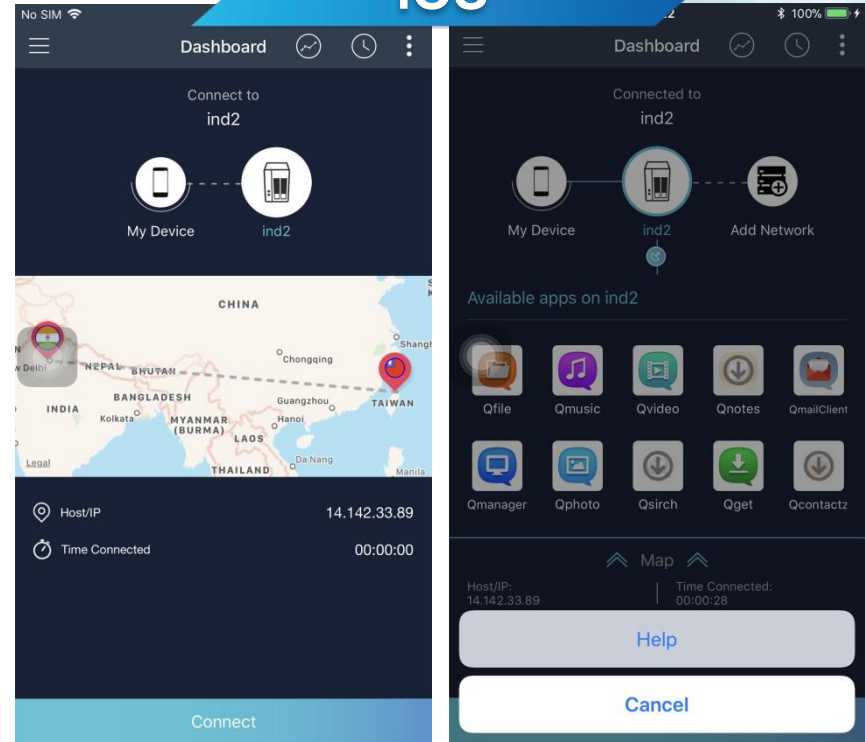 iOS
No SIM
Dashboard
Connect to
ind2
My Device
ind2
CHINA
Chongqing
NEPAL
BHUTAN
BANGLADESH
Guangzhou
TAIWAN
INDIA
Kolkata
MYANMAR
(BURMA)
Hanoi
LAOS
Da Nang
Legal
THAILAND
Manila
Host/IP
14.142.33.89
Time Connected
00:00:00
Connect
100%
Dashboard
Connected to
ind2
My Device
ind2
Add Network
Available apps on ind2
Qfile
Qmusic
Qvideo
Qnotes
QmailClient
Qmanager
Qphoto
Qsirch
Qget
Qcontactz
Map
Host/IP:
14.142.33.89
Time Connected:
00:00:28
Help
Cancel